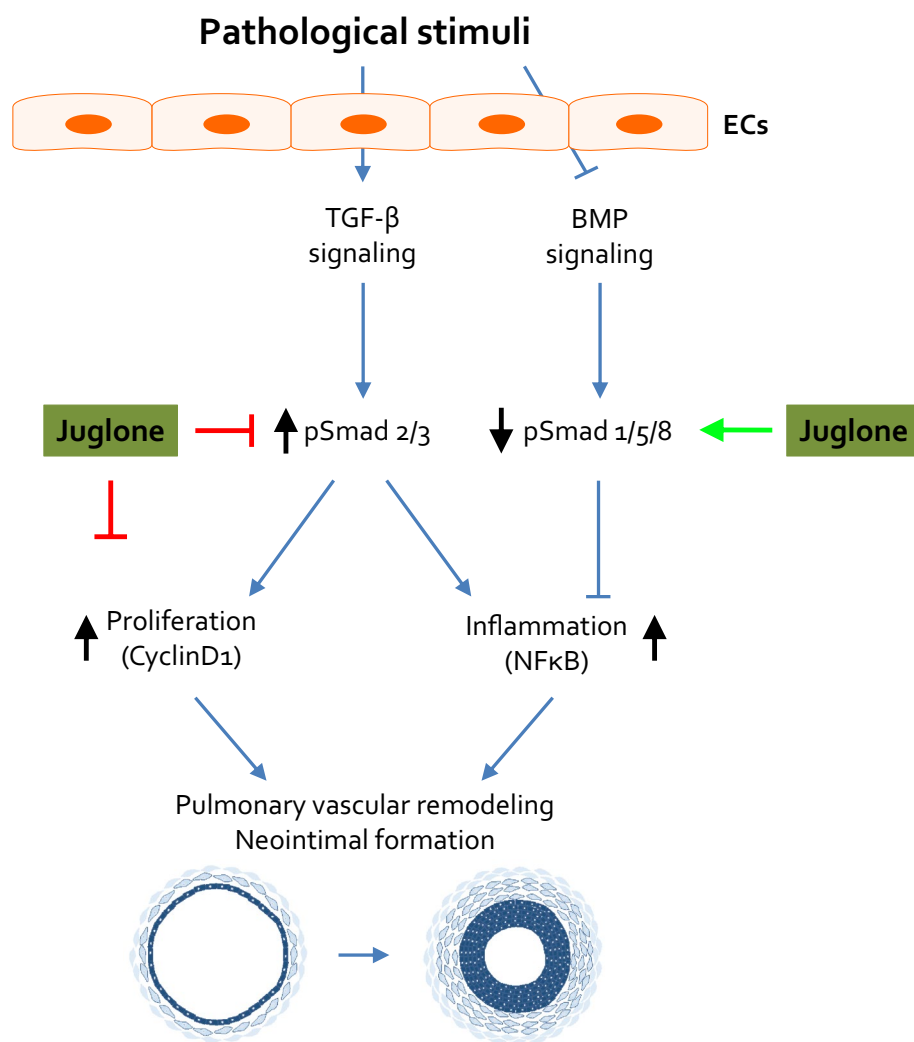 Pathological stimuli
ECs
TGF-β
signaling
BMP
signaling
Juglone
pSmad 2/3
pSmad 1/5/8
Juglone
Proliferation
(CyclinD1)
Inflammation
(NFκB)
Pulmonary vascular remodeling
Neointimal formation